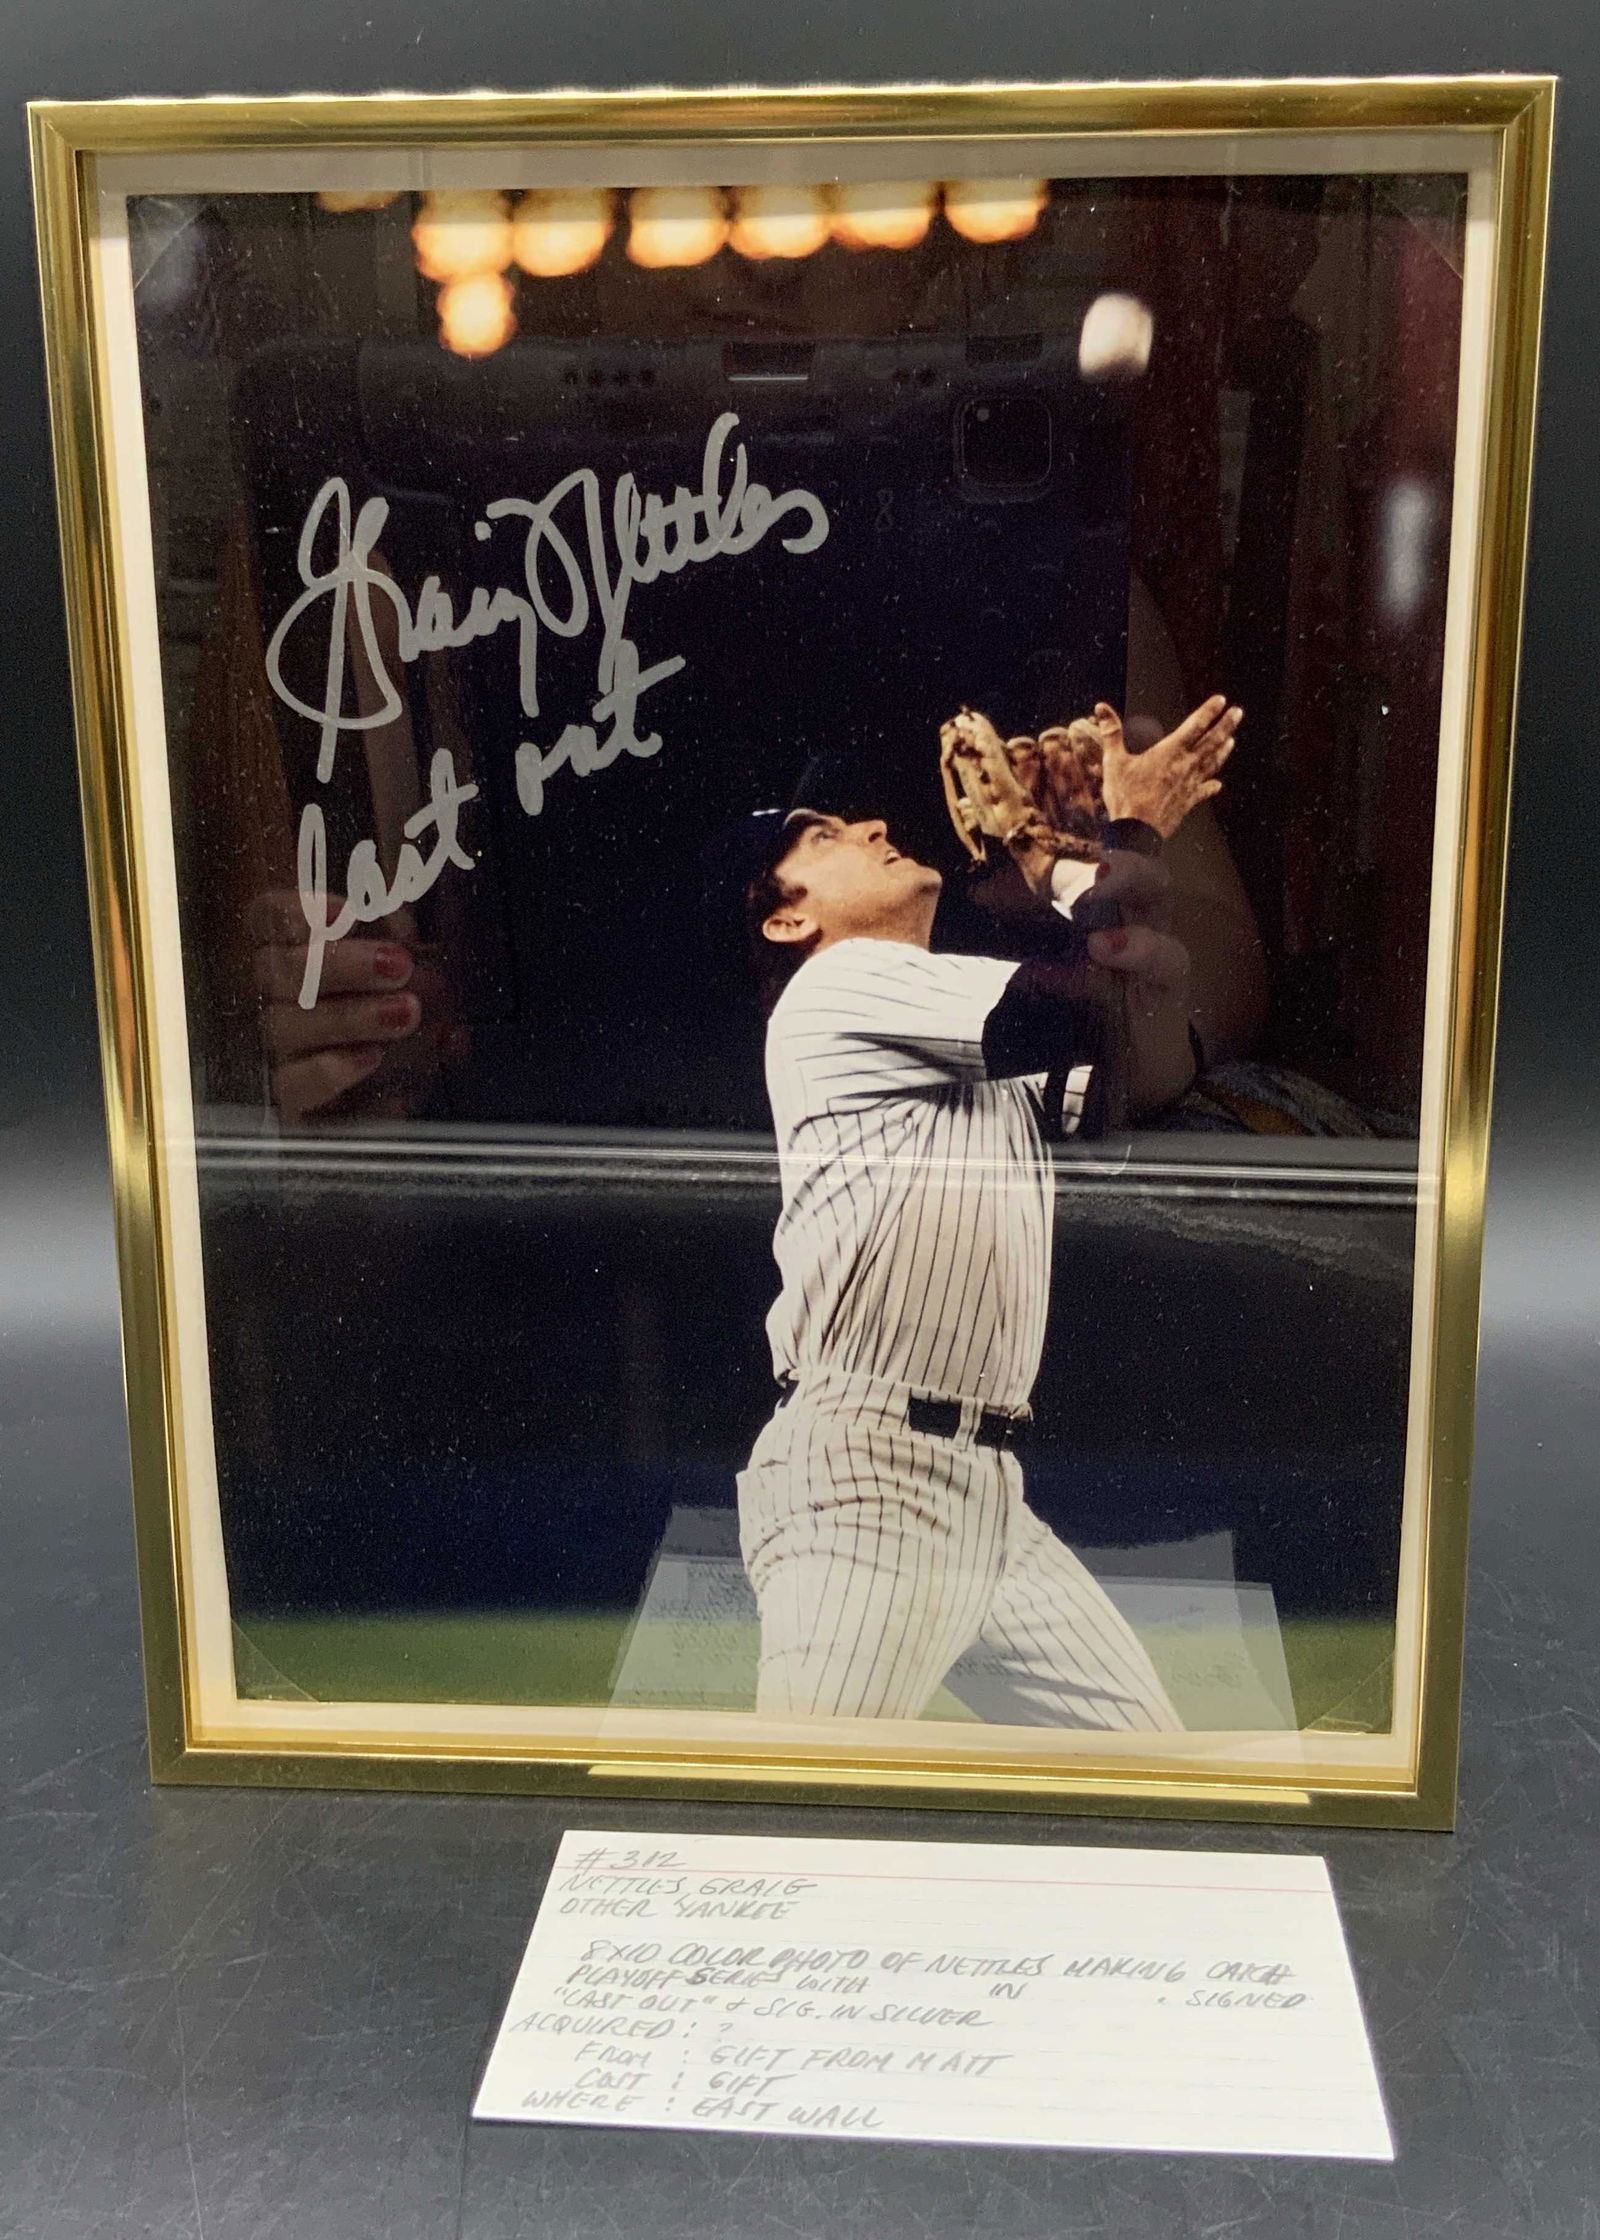 Graig Nettles
last out
#312
NETTLES, GRAIG
OTHER YANKEE
8X10 COLOR PHOTO OF NETTLES MAKING CATCH
PLAYOFF SERIES WITH IN . SIGNED
"LAST OUT" & SIG. IN SILVER
ACQUIRED: ?
FROM : GIFT FROM MATT
COST : GIFT
WHERE : EAST WALL